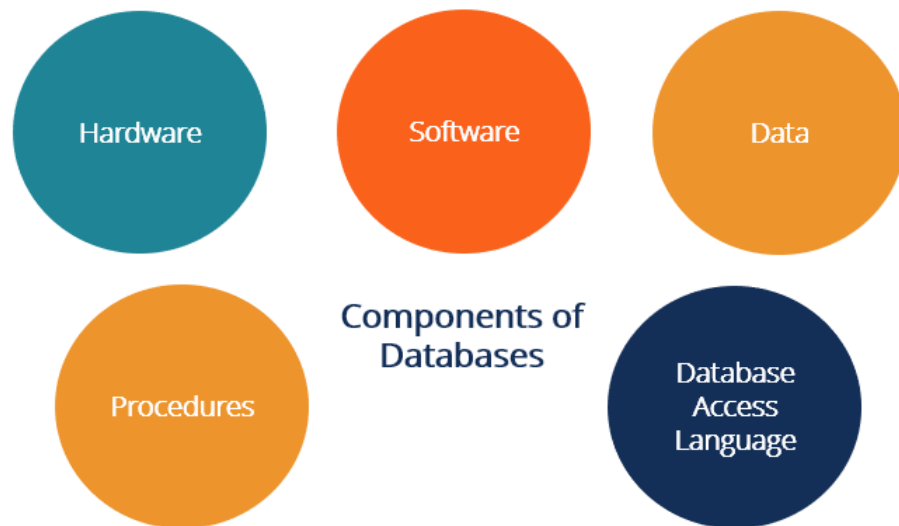 Hardware
Software
Data
Components of
Databases
Procedures
Database
Access
Language